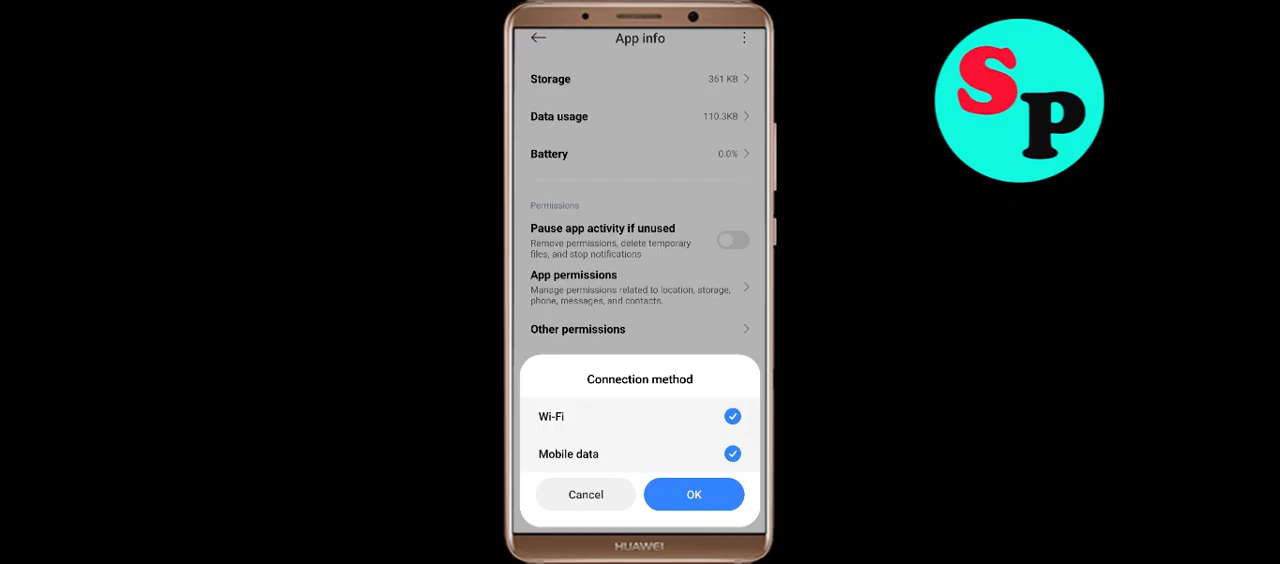 App info
Storage 361 KB
Data usage 110.3KB
Battery 0.0%
Permissions
Pause app activity if unused
Remove permissions, delete temporary
files, and stop notifications
App permissions
Manage permissions related to location, storage,
phone, messages, and contacts.
Other permissions
Connection method
Wi-Fi
Mobile data
Cancel OK
HUAWEI
SP